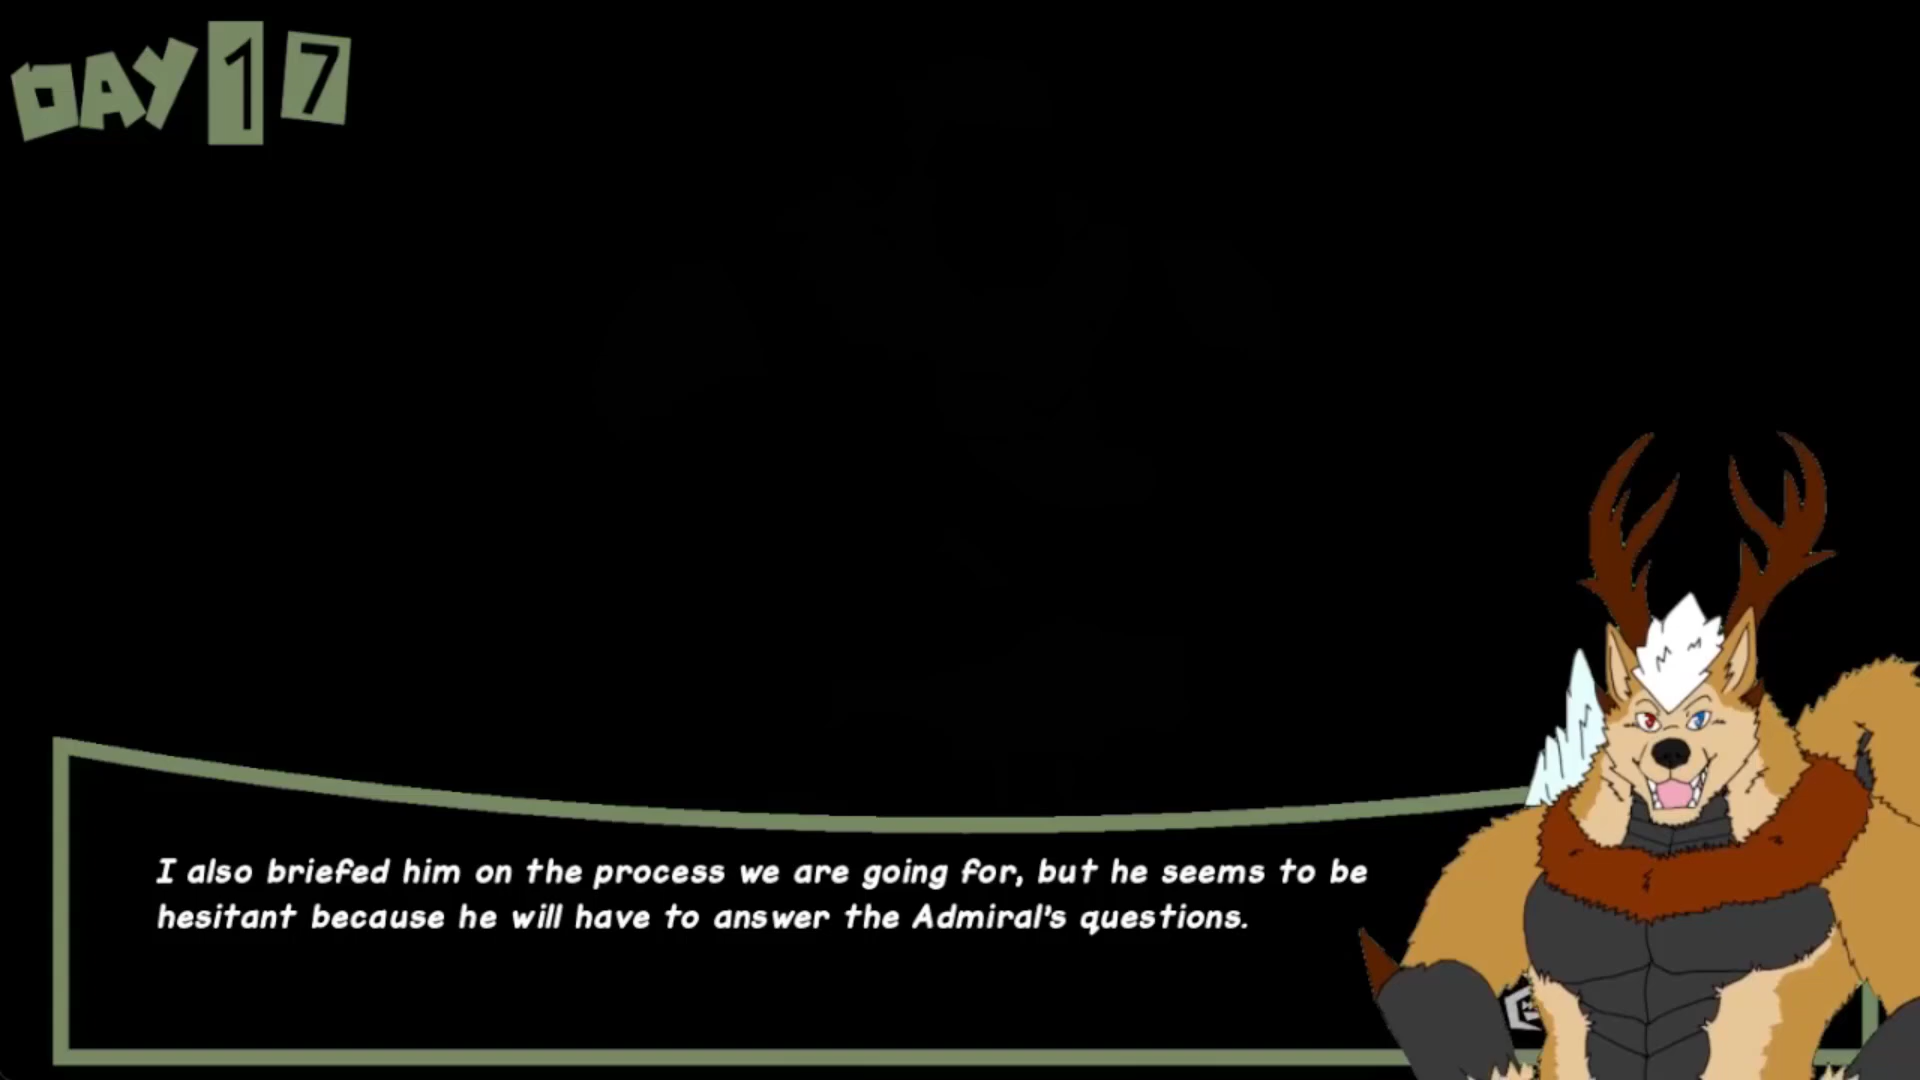 DAY 17
I also briefed him on the process we are going for, but he seems to be
hesitant because he will have to answer the Admiral's questions.